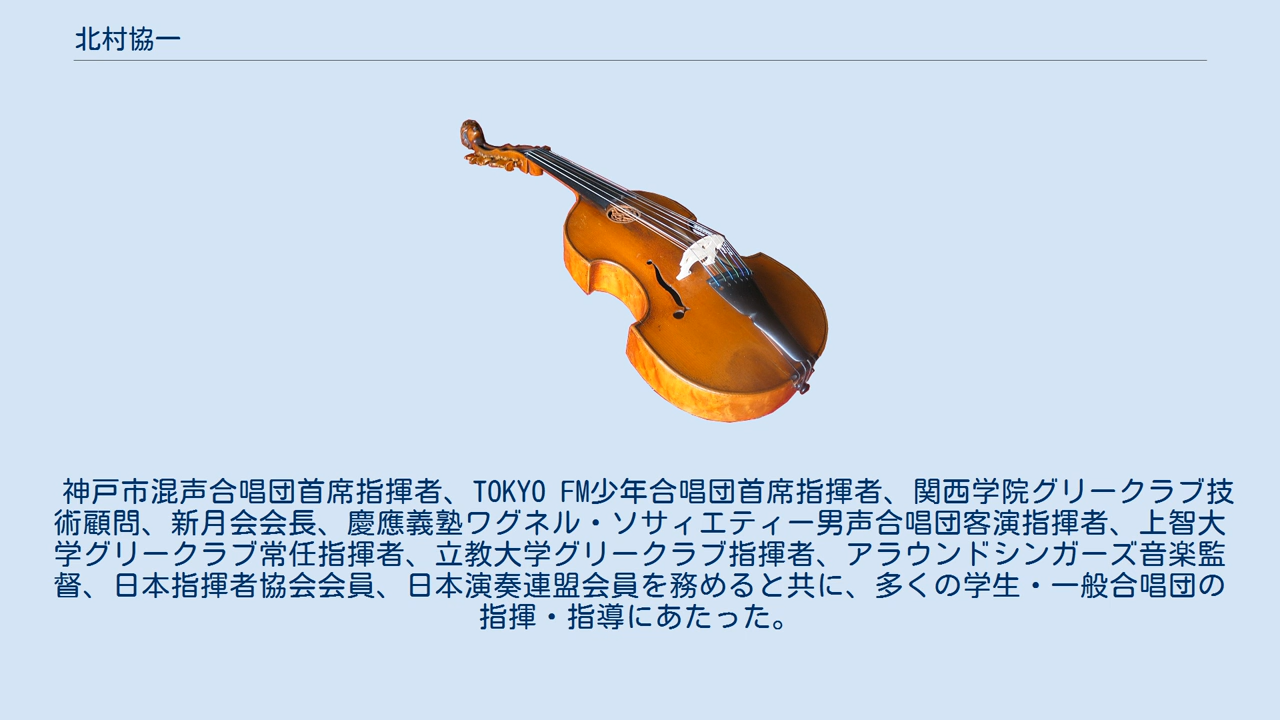 北村協一
神戸市混声合唱団首席指揮者、TOKYO FM少年合唱団首席指揮者、関西学院グリークラブ技
術顧問、新月会会長、慶應義塾ワグネル・ソサィエティー男声合唱団客演指揮者、上智大
学グリークラブ常任指揮者、立教大学グリークラブ指揮者、アラウンドシンガーズ音楽監
督、日本指揮者協会会員、日本演奏連盟会員を務めると共に、多くの学生・一般合唱団の
指揮・指導にあたった。